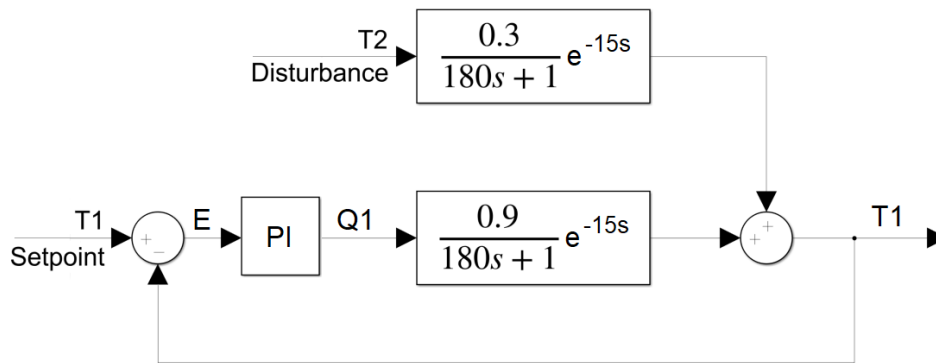 T2
Disturbance
0.3
180s + 1
e^-15s
T1
Setpoint
+
−
E
PI
Q1
0.9
180s + 1
e^-15s
+
+
T1